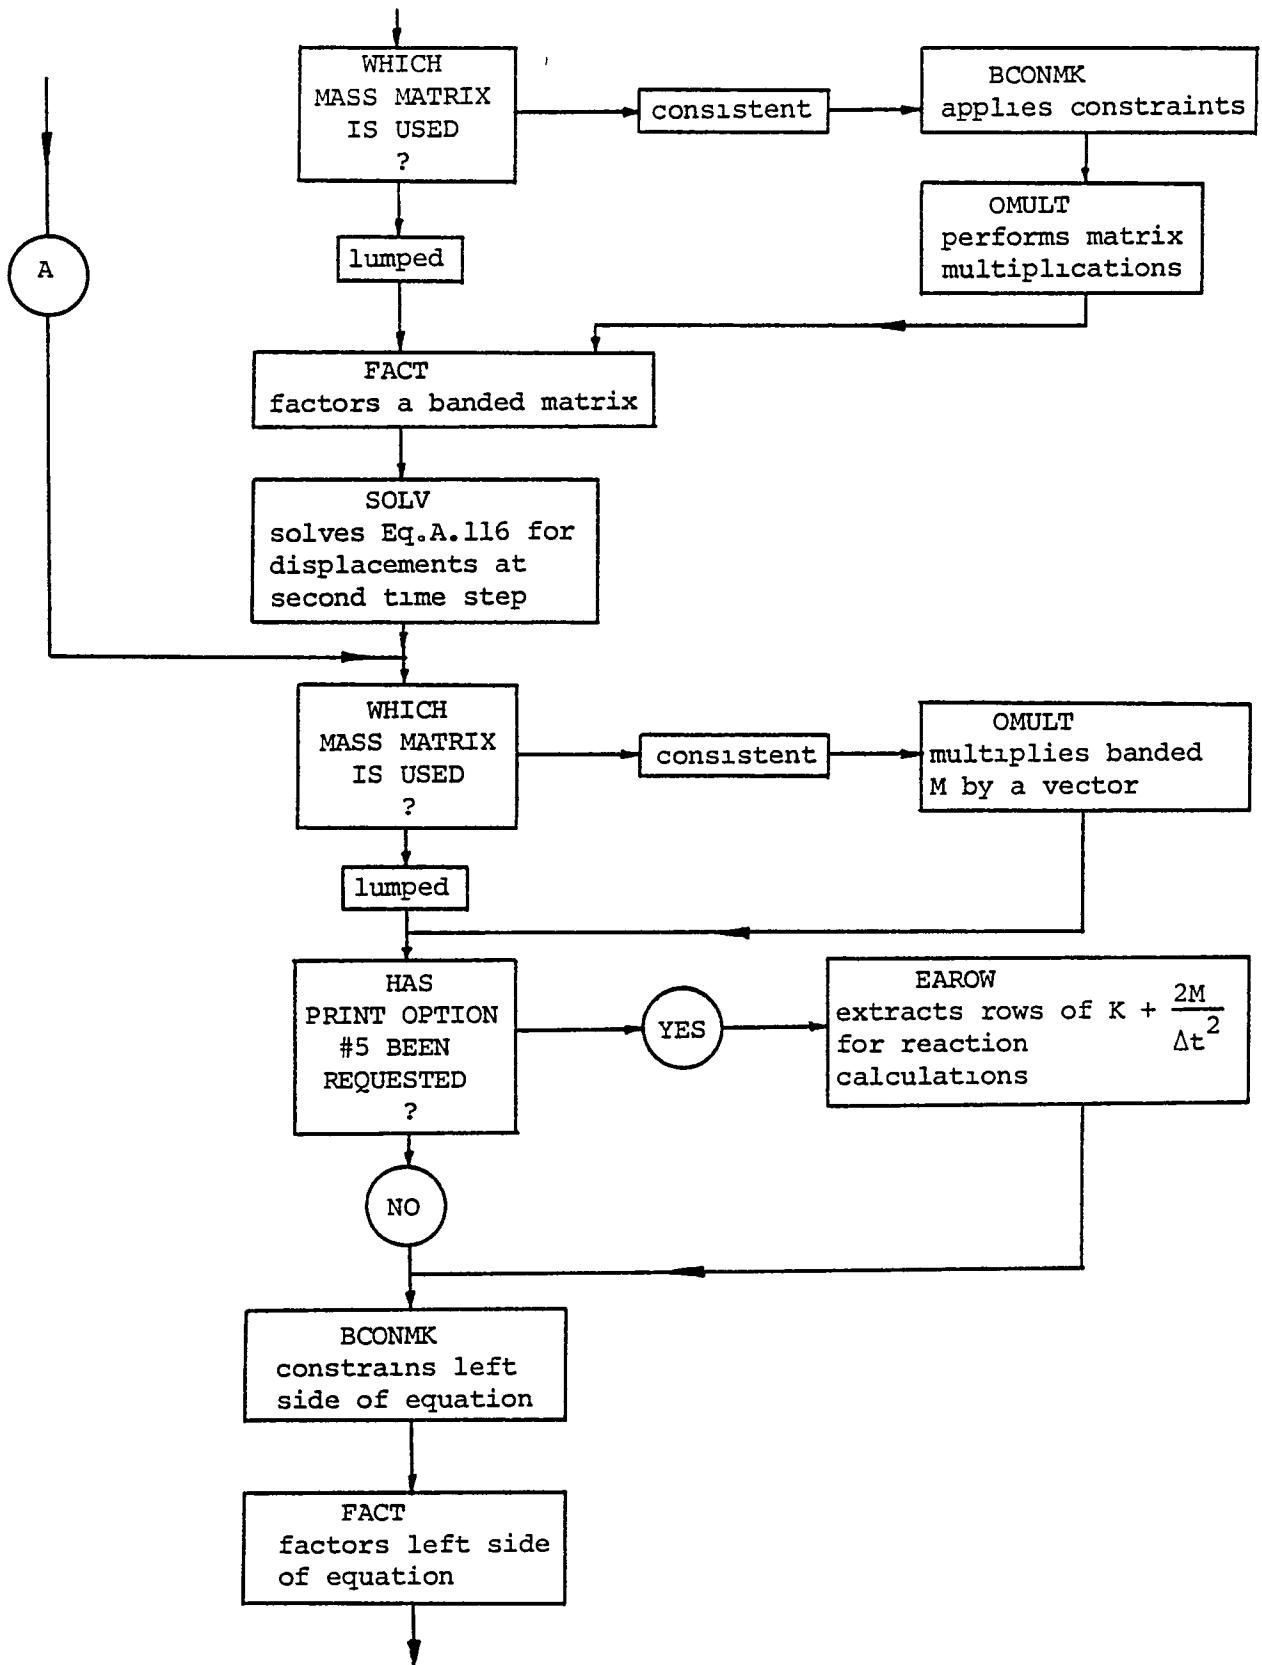 WHICH
MASS MATRIX
IS USED
?
consistent
BCONMK
applies constraints
OMULT
performs matrix
multiplications
lumped
A
FACT
factors a banded matrix
SOLV
solves Eq.A.116 for
displacements at
second time step
WHICH
MASS MATRIX
IS USED
?
consistent
OMULT
multiplies banded
M by a vector
lumped
HAS
PRINT OPTION
#5 BEEN
REQUESTED
?
YES
EAROW
extracts rows of K + 2M/Δt²
for reaction
calculations
NO
BCONMK
constrains left
side of equation
FACT
factors left side
of equation